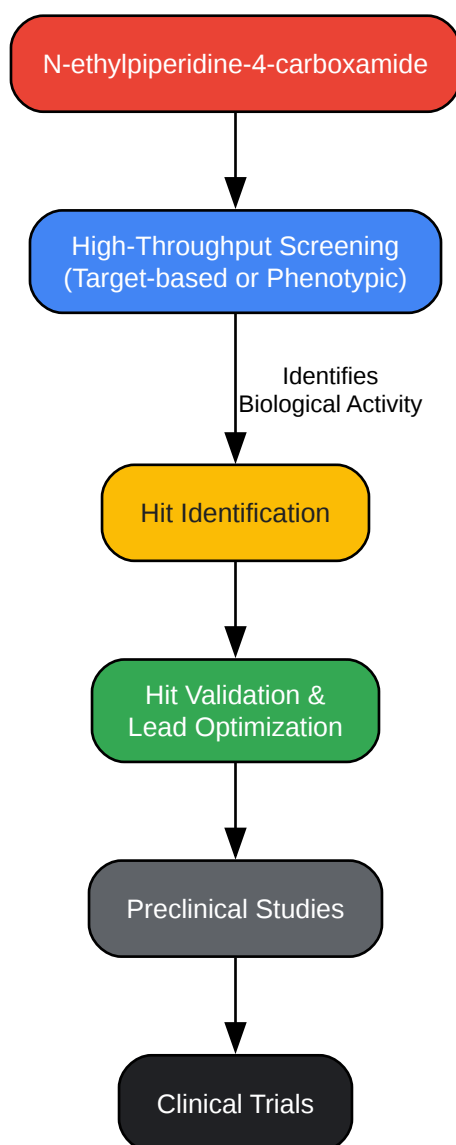 N-ethylpiperidine-4-carboxamide
High-Throughput Screening
(Target-based or Phenotypic)
Identifies
Biological Activity
Hit Identification
Hit Validation &
Lead Optimization
Preclinical Studies
Clinical Trials